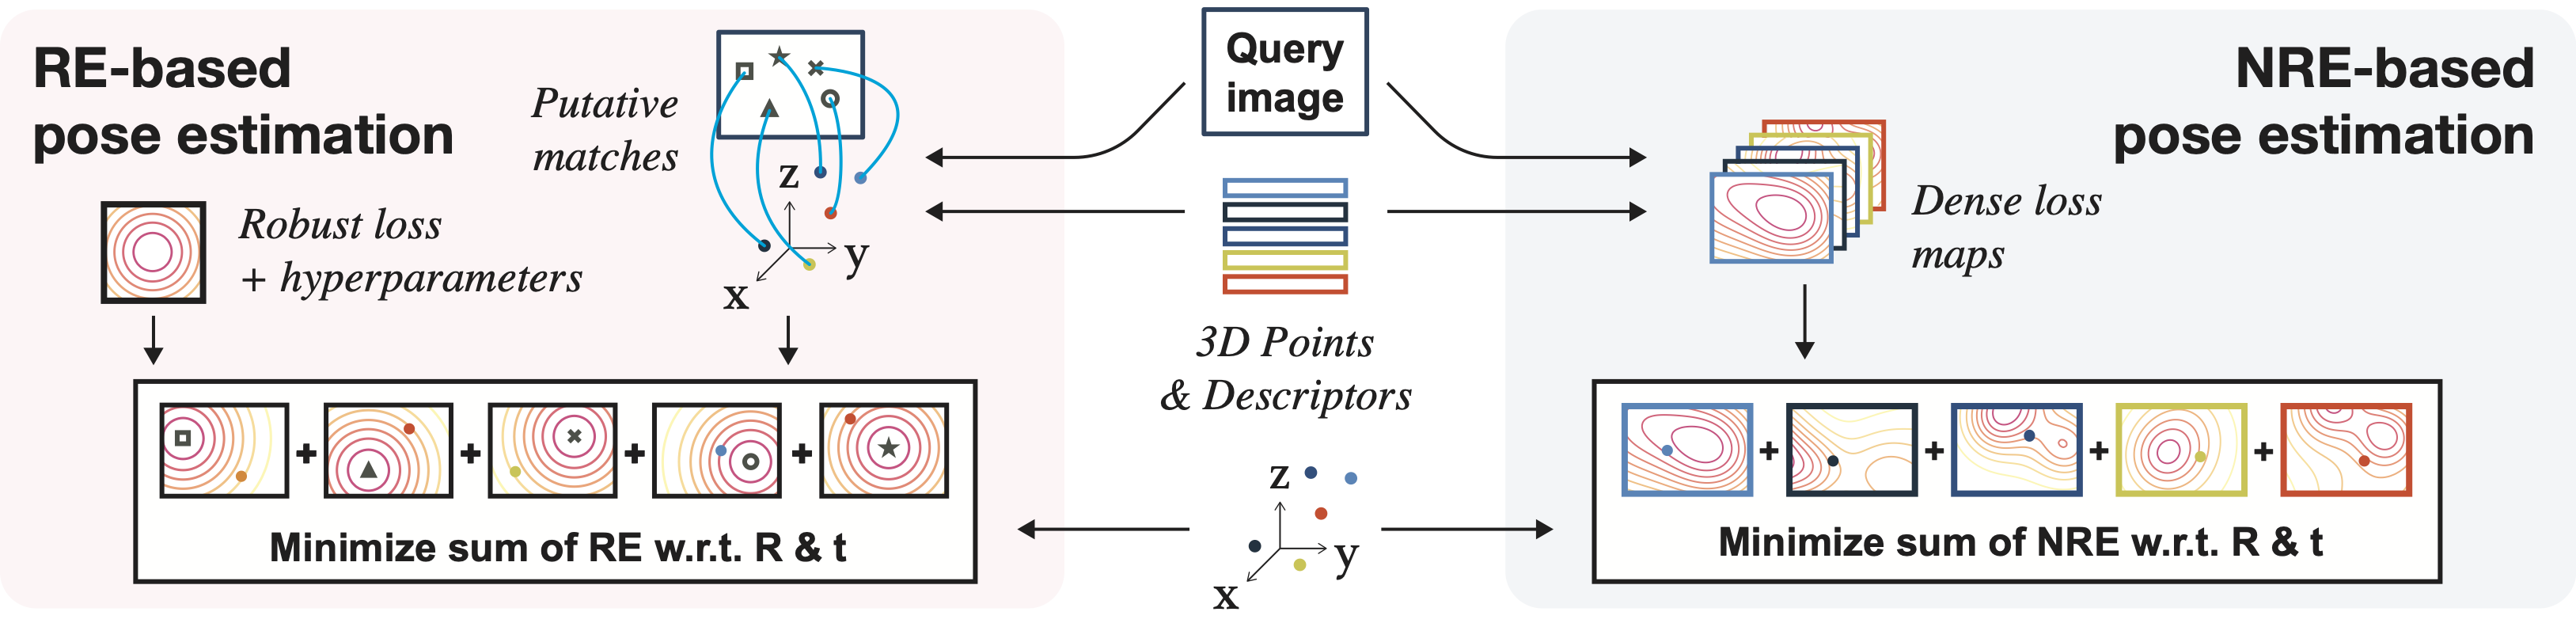 RE-based
pose estimation
Putative
matches
Robust loss
+ hyperparameters
z
y
x
+
+
+
+
Minimize sum of RE w.r.t. R & t
Query
image
3D Points
& Descriptors
z
y
x
NRE-based
pose estimation
Dense loss
maps
+
+
+
+
Minimize sum of NRE w.r.t. R & t